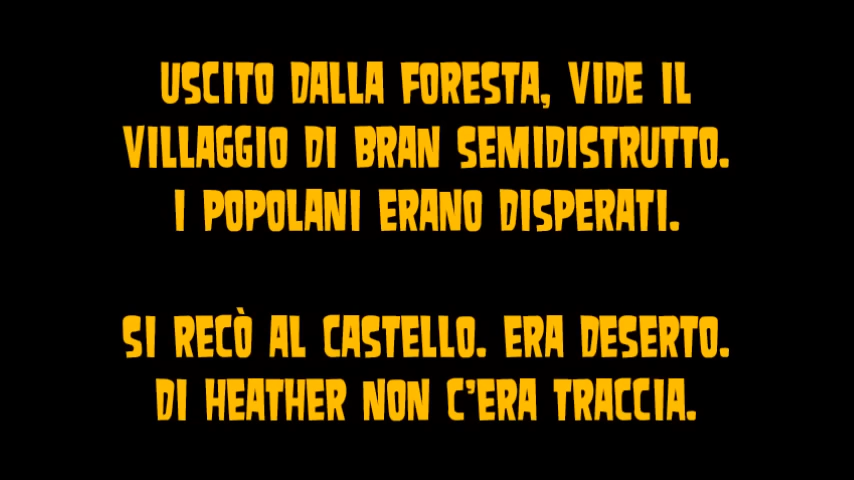 USCITO DALLA FORESTA, VIDE IL
VILLAGGIO DI BRAN SEMIDISTRUTTO.
I POPOLANI ERANO DISPERATI.
SI RECÒ AL CASTELLO. ERA DESERTO.
DI HEATHER NON C'ERA TRACCIA.